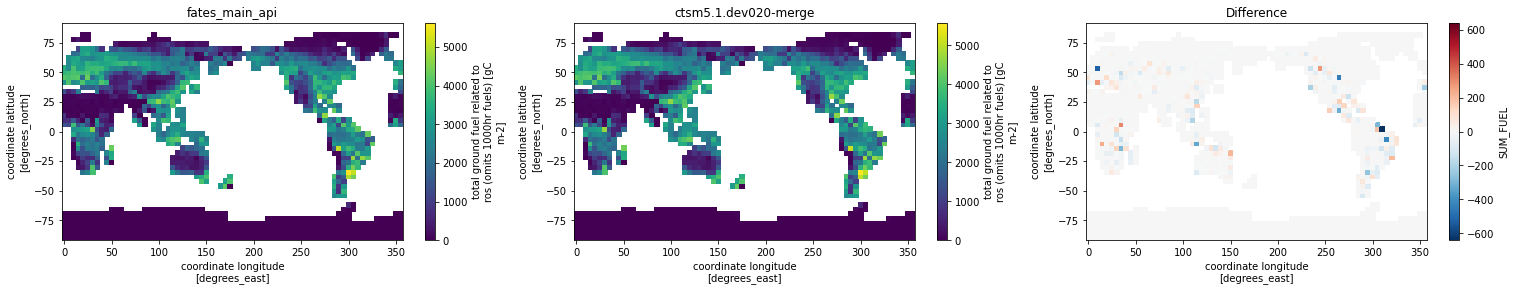 fates_main_api
75
50
25
0
−25
−50
−75
coordinate latitude
[degrees_north]
0 50 100 150 200 250 300 350
coordinate longitude
[degrees_east]
5000
4000
3000
2000
1000
0
total ground fuel related to
ros (omits 1000hr fuels) [gC
m-2]
ctsm5.1.dev020-merge
75
50
25
0
−25
−50
−75
coordinate latitude
[degrees_north]
0 50 100 150 200 250 300 350
coordinate longitude
[degrees_east]
5000
4000
3000
2000
1000
0
total ground fuel related to
ros (omits 1000hr fuels) [gC
m-2]
Difference
75
50
25
0
−25
−50
−75
coordinate latitude
[degrees_north]
0 50 100 150 200 250 300 350
coordinate longitude
[degrees_east]
600
400
200
0
−200
−400
−600
SUM_FUEL